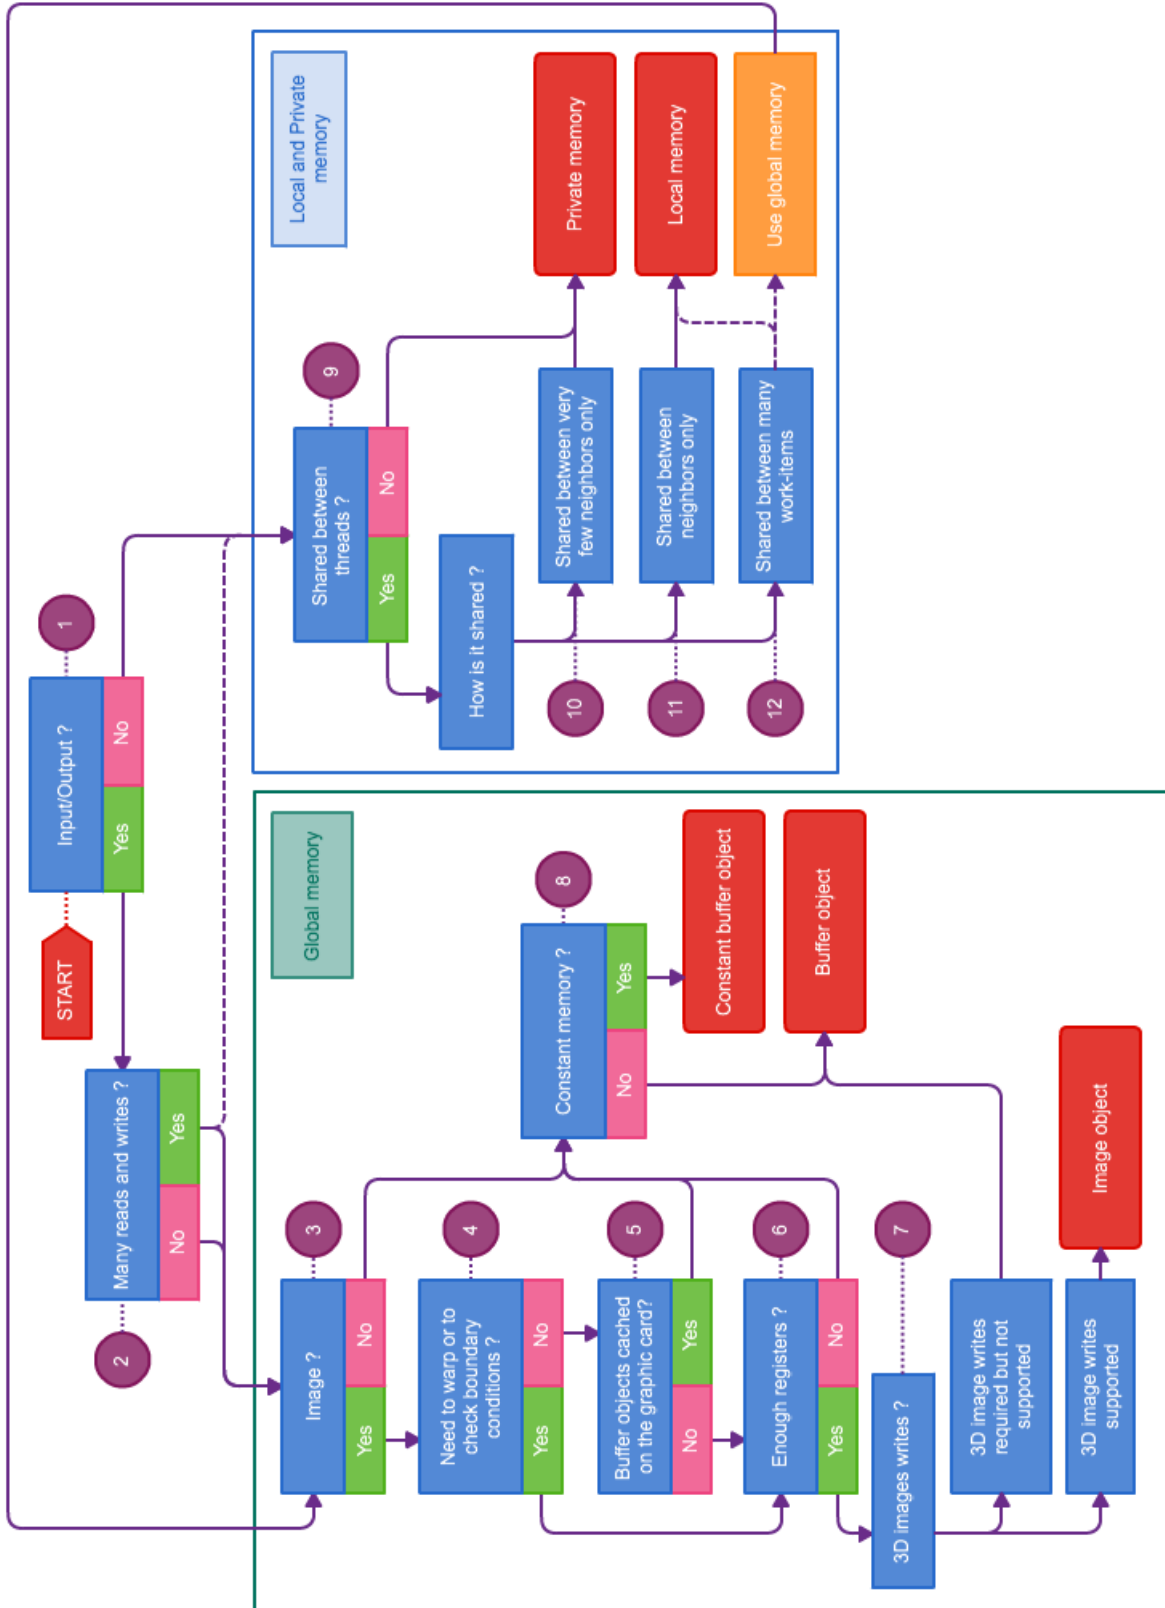 START
Input/Output ?
Yes
No
1
Many reads and writes ?
No
Yes
2
Global memory
Image ?
Yes
No
3
Need to warp or to
check boundary
conditions ?
Yes
No
4
Buffer objects cached
on the graphic card?
No
Yes
5
Enough registers ?
Yes
No
6
3D images writes ?
7
3D image writes
required but not
supported
3D image writes
supported
Image object
Constant memory ?
No
Yes
8
Constant buffer object
Buffer object
Local and Private
memory
Shared between
threads ?
Yes
No
9
How is it shared ?
10
Shared between very
few neighbors only
Private memory
11
Shared between
neighbors only
Local memory
12
Shared between many
work-items
Use global memory